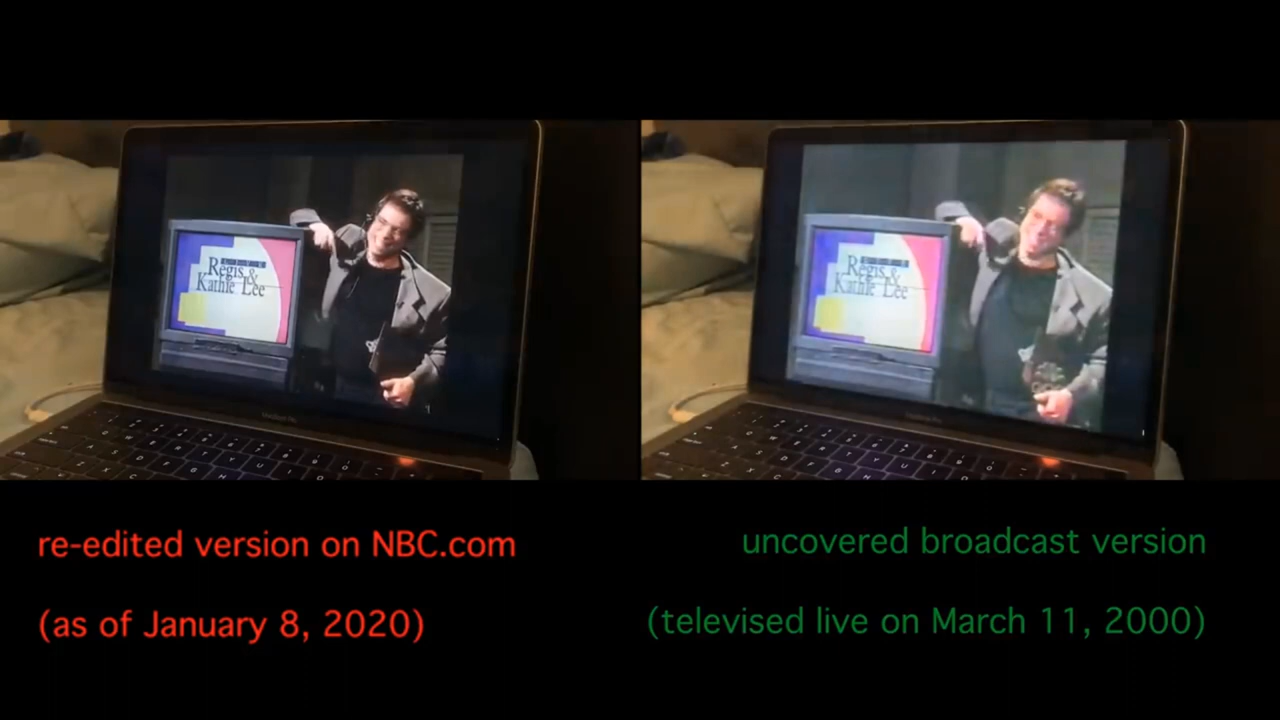 Regis &
Kathie Lee
Regis &
Kathie Lee
re-edited version on NBC.com
(as of January 8, 2020)
uncovered broadcast version
(televised live on March 11, 2000)